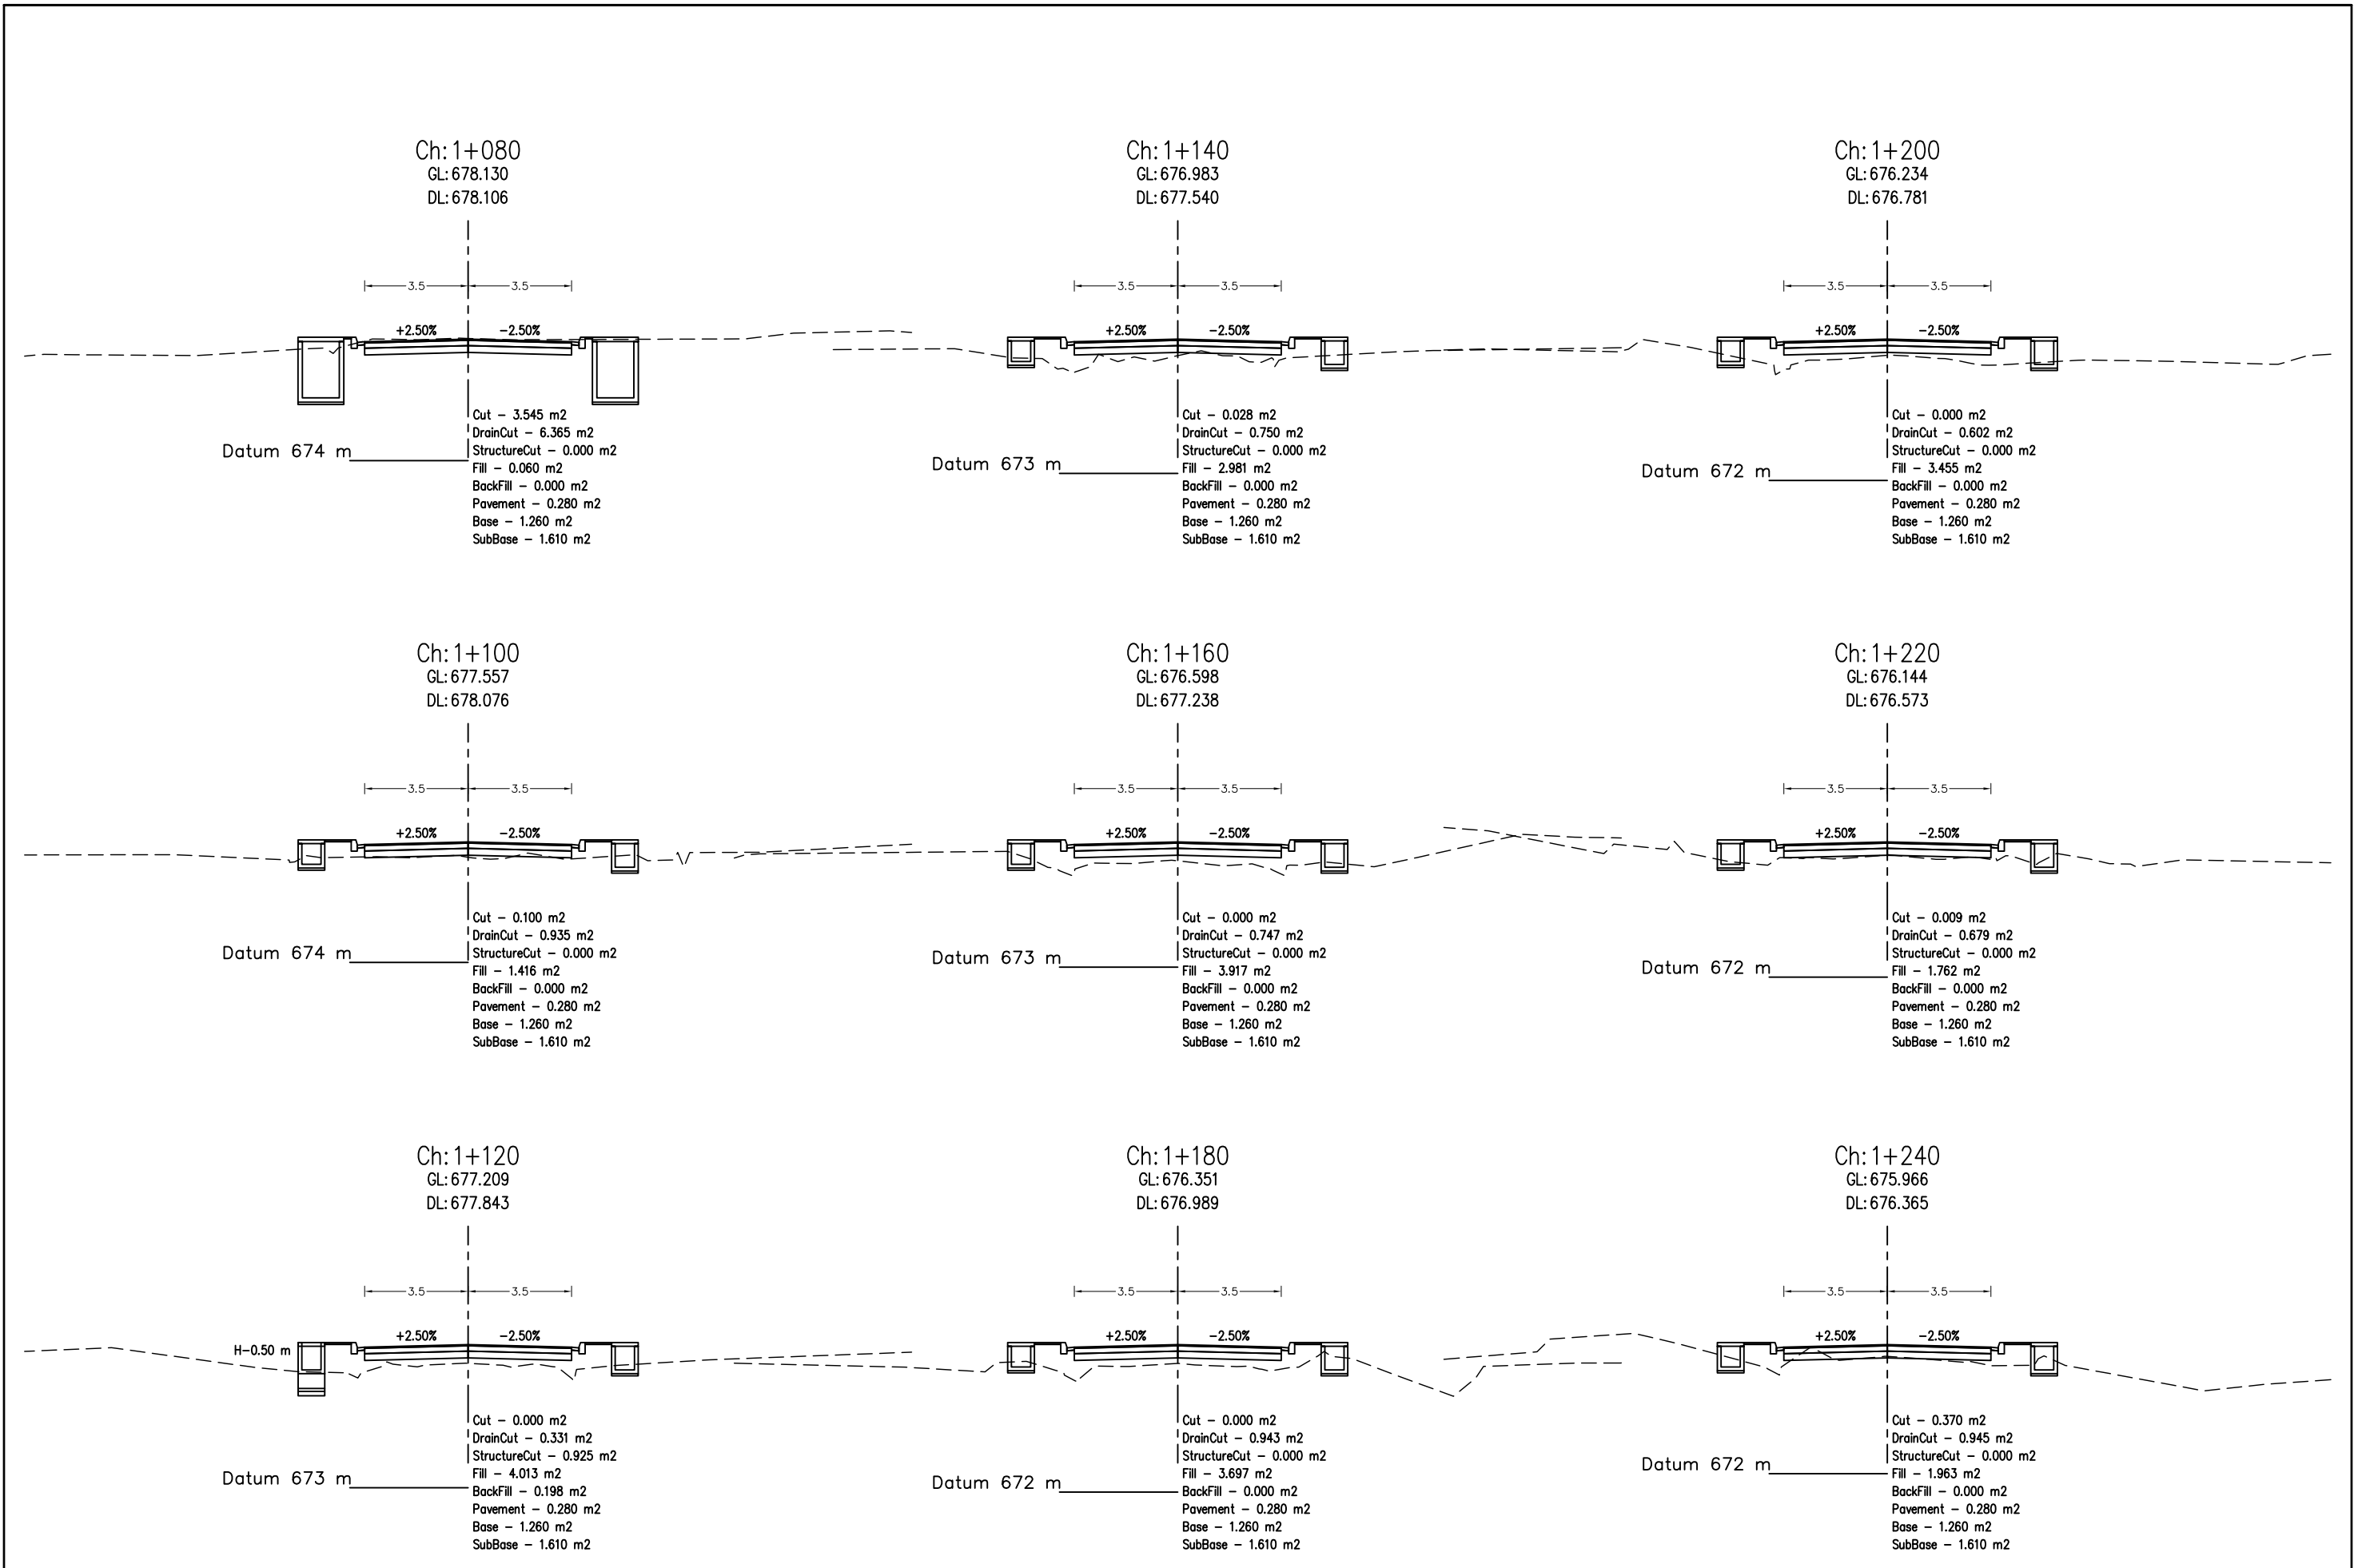 Ch:1+080
GL:678.130
DL:678.106
3.5 3.5
+2.50% -2.50%
Cut - 3.545 m2
DrainCut - 6.365 m2
StructureCut - 0.000 m2
Fill - 0.060 m2
BackFill - 0.000 m2
Pavement - 0.280 m2
Base - 1.260 m2
SubBase - 1.610 m2
Datum 674 m
Ch:1+140
GL:676.983
DL:677.540
3.5 3.5
+2.50% -2.50%
Cut - 0.028 m2
DrainCut - 0.750 m2
StructureCut - 0.000 m2
Fill - 2.981 m2
BackFill - 0.000 m2
Pavement - 0.280 m2
Base - 1.260 m2
SubBase - 1.610 m2
Datum 673 m
Ch:1+200
GL:676.234
DL:676.781
3.5 3.5
+2.50% -2.50%
Cut - 0.000 m2
DrainCut - 0.602 m2
StructureCut - 0.000 m2
Fill - 3.455 m2
BackFill - 0.000 m2
Pavement - 0.280 m2
Base - 1.260 m2
SubBase - 1.610 m2
Datum 672 m
Ch:1+100
GL:677.557
DL:678.076
3.5 3.5
+2.50% -2.50%
Cut - 0.100 m2
DrainCut - 0.935 m2
StructureCut - 0.000 m2
Fill - 1.416 m2
BackFill - 0.000 m2
Pavement - 0.280 m2
Base - 1.260 m2
SubBase - 1.610 m2
Datum 674 m
Ch:1+160
GL:676.598
DL:677.238
3.5 3.5
+2.50% -2.50%
Cut - 0.000 m2
DrainCut - 0.747 m2
StructureCut - 0.000 m2
Fill - 3.917 m2
BackFill - 0.000 m2
Pavement - 0.280 m2
Base - 1.260 m2
SubBase - 1.610 m2
Datum 673 m
Ch:1+220
GL:676.144
DL:676.573
3.5 3.5
+2.50% -2.50%
Cut - 0.009 m2
DrainCut - 0.679 m2
StructureCut - 0.000 m2
Fill - 1.762 m2
BackFill - 0.000 m2
Pavement - 0.280 m2
Base - 1.260 m2
SubBase - 1.610 m2
Datum 672 m
Ch:1+120
GL:677.209
DL:677.843
3.5 3.5
+2.50% -2.50%
H-0.50 m
Cut - 0.000 m2
DrainCut - 0.331 m2
StructureCut - 0.925 m2
Fill - 4.013 m2
BackFill - 0.198 m2
Pavement - 0.280 m2
Base - 1.260 m2
SubBase - 1.610 m2
Datum 673 m
Ch:1+180
GL:676.351
DL:676.989
3.5 3.5
+2.50% -2.50%
Cut - 0.000 m2
DrainCut - 0.943 m2
StructureCut - 0.000 m2
Fill - 3.697 m2
BackFill - 0.000 m2
Pavement - 0.280 m2
Base - 1.260 m2
SubBase - 1.610 m2
Datum 672 m
Ch:1+240
GL:675.966
DL:676.365
3.5 3.5
+2.50% -2.50%
Cut - 0.370 m2
DrainCut - 0.945 m2
StructureCut - 0.000 m2
Fill - 1.963 m2
BackFill - 0.000 m2
Pavement - 0.280 m2
Base - 1.260 m2
SubBase - 1.610 m2
Datum 672 m